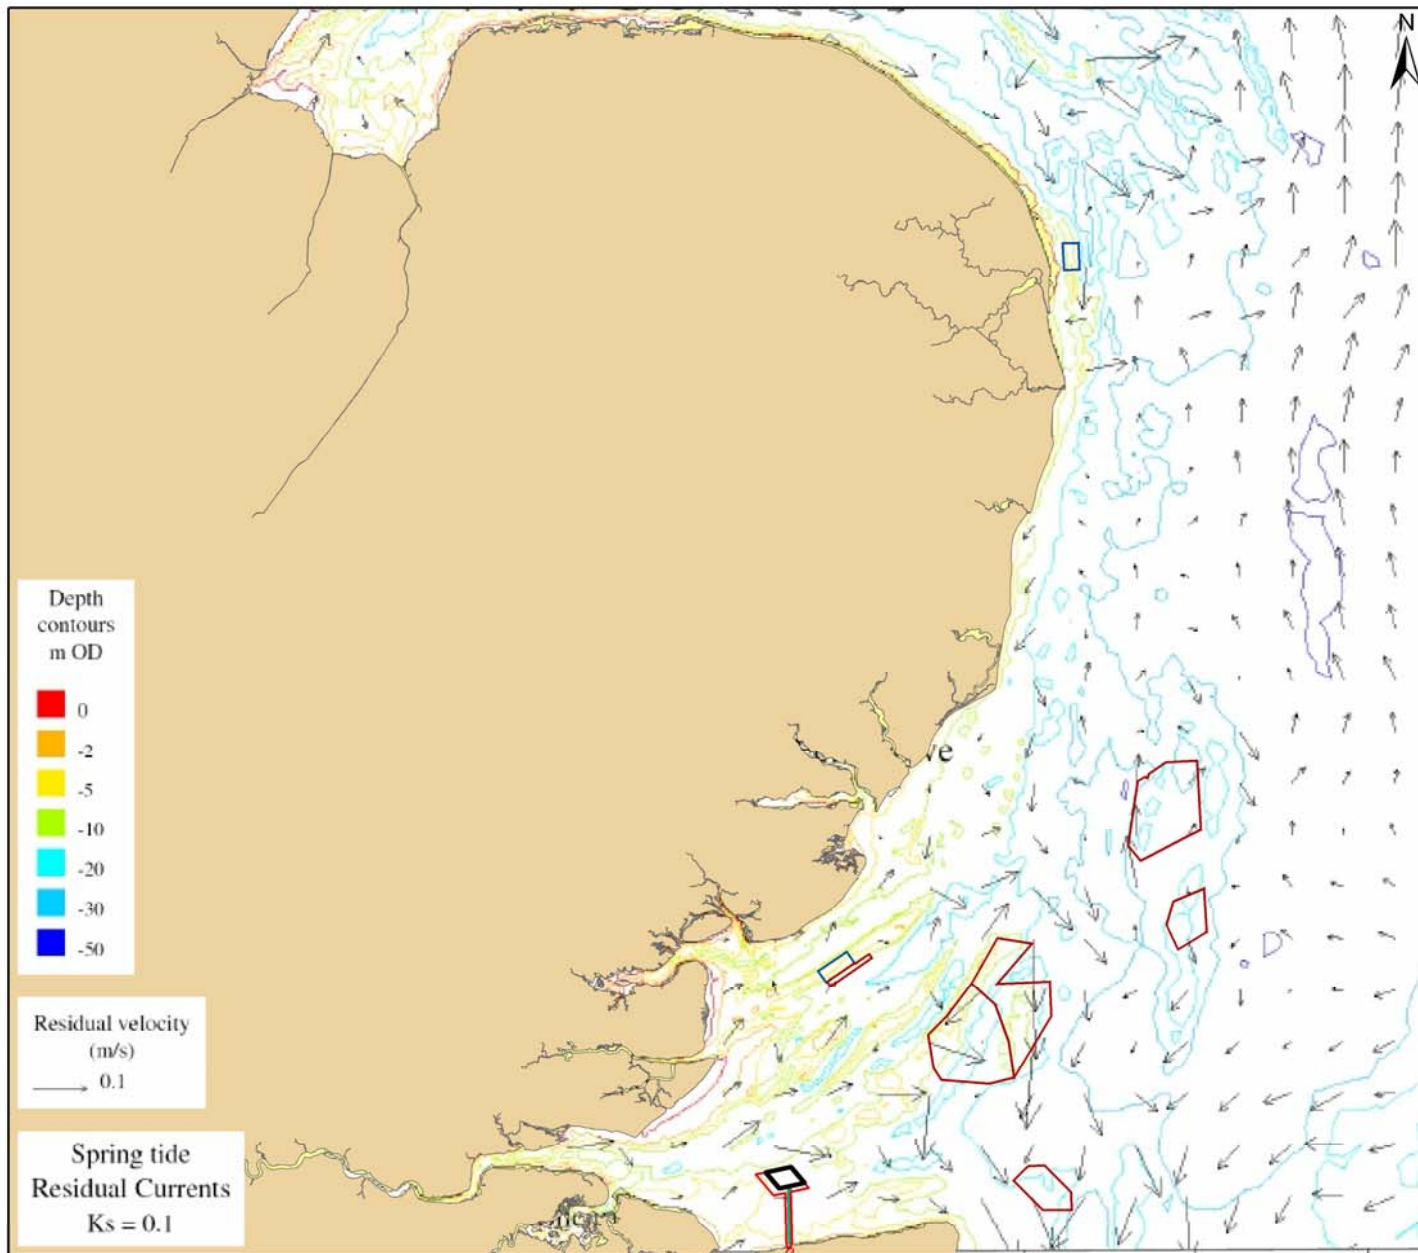 N
Depth
contours
m OD
0
-2
-5
-10
-20
-30
-50
Residual velocity
(m/s)
0.1
Spring tide
Residual Currents
Ks = 0.1